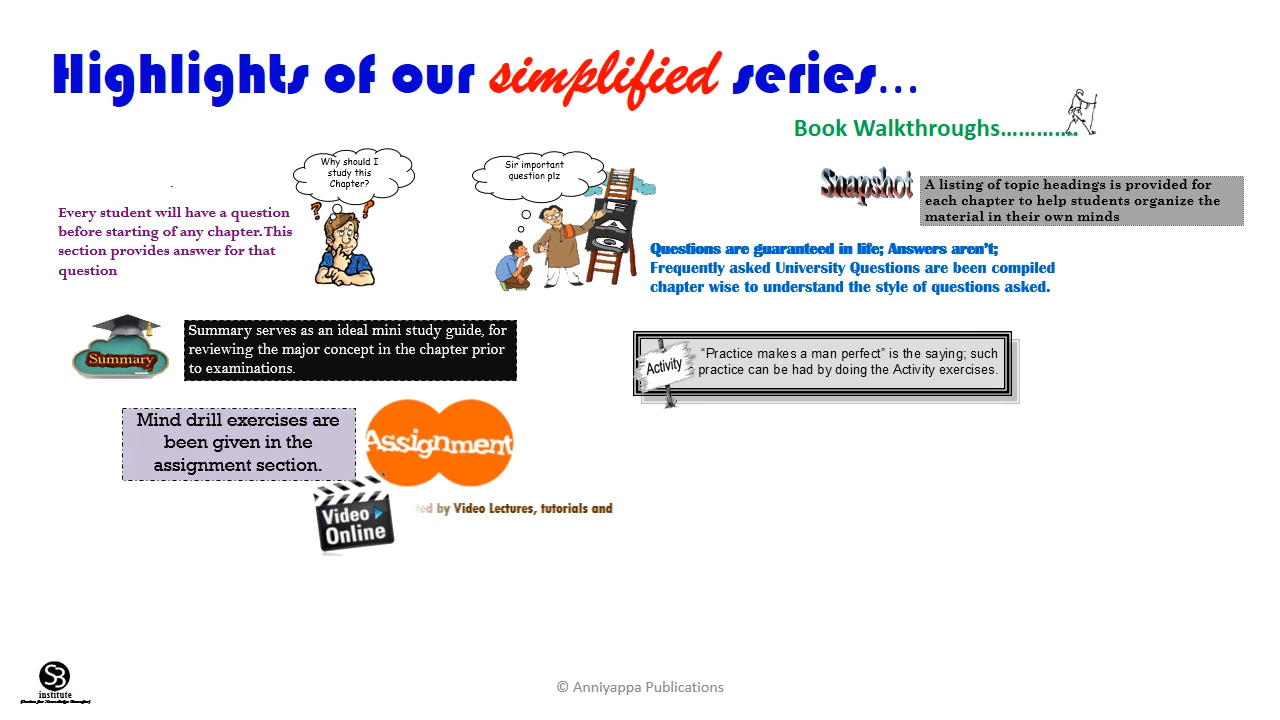 Highlights of our simplified series...
Book Walkthroughs.............
Why should I
study this
Chapter?
Every student will have a question
before starting of any chapter.This
section provides answer for that
question
Sir important
question plz
FAQ
Snapshot
A listing of topic headings is provided for
each chapter to help students organize the
material in their own minds
Questions are guaranteed in life; Answers aren't;
Frequently asked University Questions are been compiled
chapter wise to understand the style of questions asked.
Summary
Summary serves as an ideal mini study guide, for
reviewing the major concept in the chapter prior
to examinations.
Activity
“Practice makes a man perfect” is the saying; such
practice can be had by doing the Activity exercises.
Mind drill exercises are
been given in the
assignment section.
Assignment
Video
Online
by Video Lectures, tutorials and
SB
institute
© Anniyappa Publications